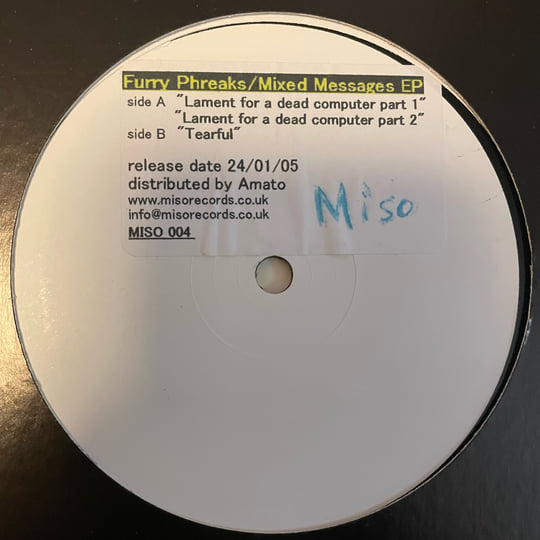 Furry Phreaks/Mixed Messages EP
side A "Lament for a dead computer part 1"
"Lament for a dead computer part 2"
side B "Tearful"
release date 24/01/05
distributed by Amato
www.misorecords.co.uk
info@misorecords.co.uk
MISO 004
Miso